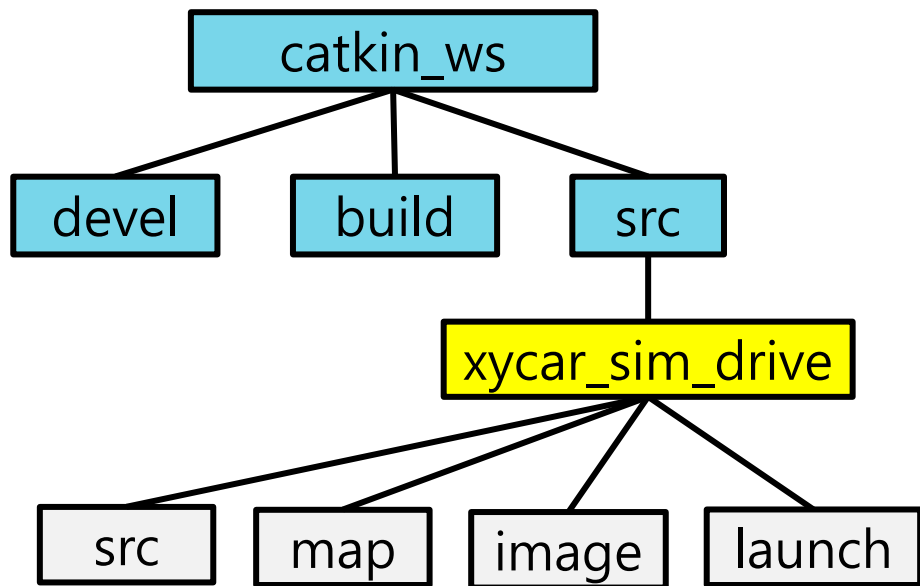 catkin_ws
devel
build
src
xycar_sim_drive
src
map
image
launch